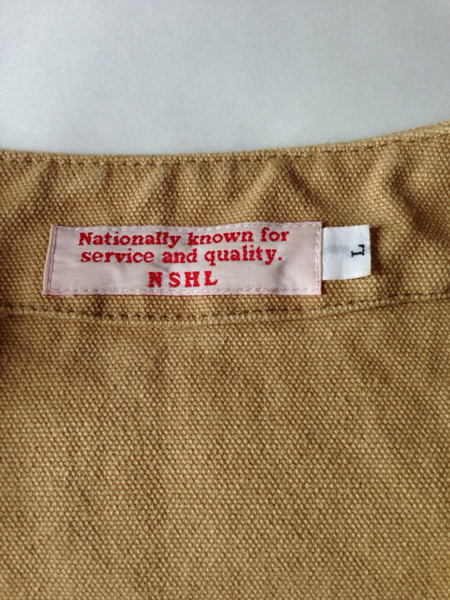 Nationally known for
service and quality.
NSHL
L